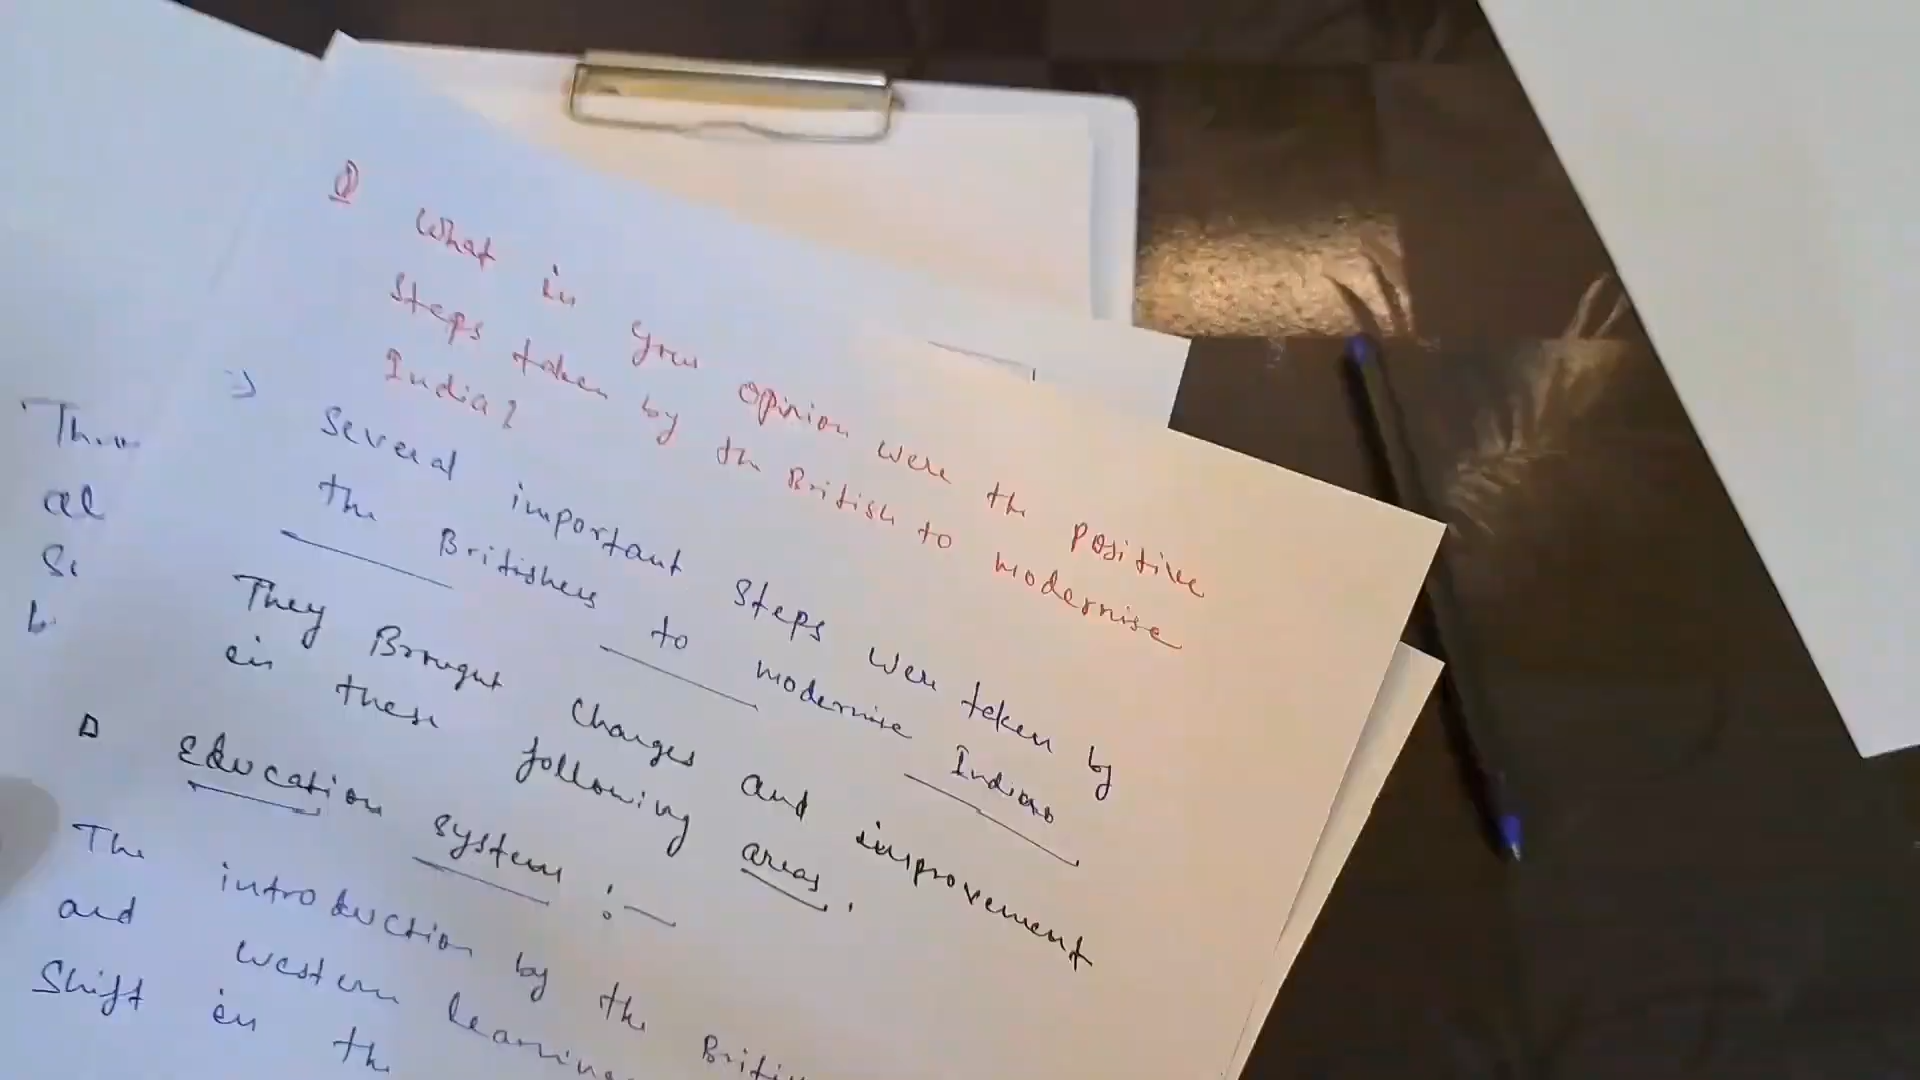 Q What in your opinion were the positive
steps taken by the British to modernise
India?
=> Several important steps were taken by
the Britishers to modernise Indians
They Brought changes and improvement
in these following areas.
Education system :-
The introduction by the
and western
Shift in the